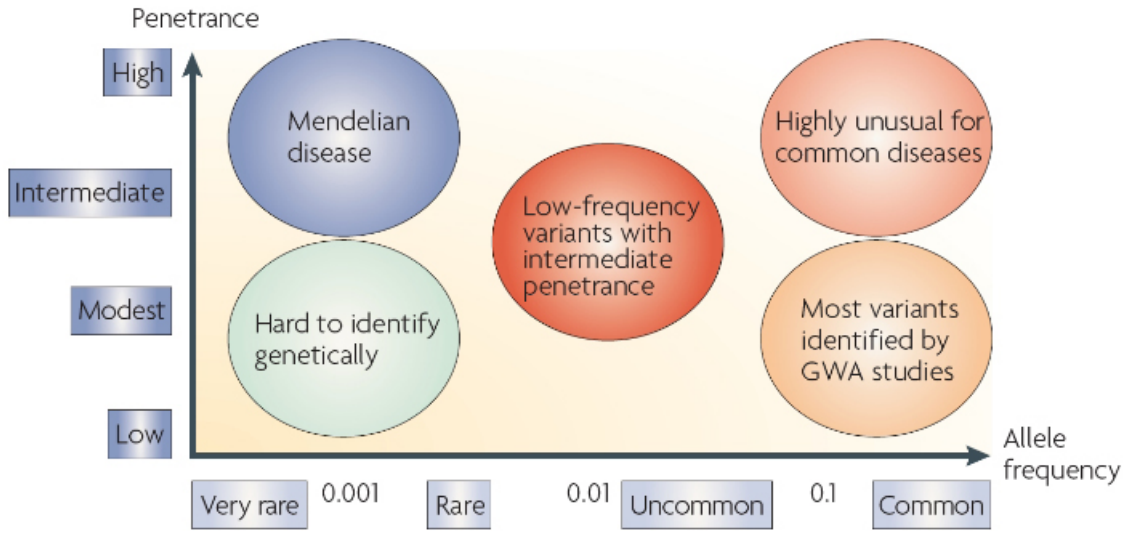 Penetrance
High
Intermediate
Modest
Low
Mendelian
disease
Highly unusual for
common diseases
Low-frequency
variants with
intermediate
penetrance
Hard to identify
genetically
Most variants
identified by
GWA studies
Allele
frequency
Very rare
0.001
Rare
0.01
Uncommon
0.1
Common